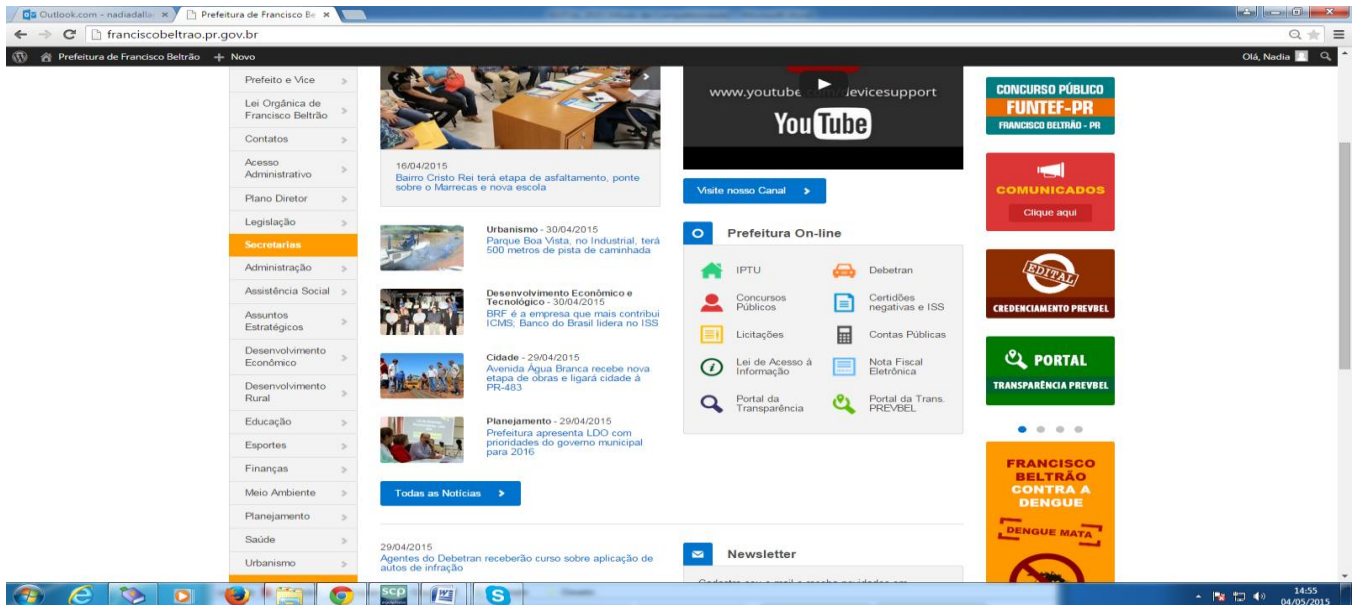 Outlook.com - nadiadalla
Prefeitura de Francisco Be
franciscobeltrao.pr.gov.br
Prefeitura de Francisco Beltrão + Novo
Olá, Nadia
Prefeito e Vice
Lei Orgânica de
Francisco Beltrão
Contatos
Acesso
Administrativo
Plano Diretor
Legislação
Secretarias
Administração
Assistência Social
Assuntos
Estratégicos
Desenvolvimento
Econômico
Desenvolvimento
Rural
Educação
Esportes
Finanças
Meio Ambiente
Planejamento
Saúde
Urbanismo
16/04/2015
Bairro Cristo Rei terá etapa de asfaltamento, ponte
sobre o Marrecas e nova escola
Urbanismo - 30/04/2015
Parque Boa Vista, no Industrial, terá
500 metros de pista de caminhada
Desenvolvimento Econômico e
Tecnológico - 30/04/2015
BRF é a empresa que mais contribui
ICMS; Banco do Brasil lidera no ISS
Cidade - 29/04/2015
Avenida Água Branca recebe nova
etapa de obras e ligará cidade à
PR-483
Planejamento - 29/04/2015
Prefeitura apresenta LDO com
prioridades do governo municipal
para 2016
Todas as Notícias
29/04/2015
Agentes do Debetran receberão curso sobre aplicação de
autos de infração
www.youtube.com/devicesupport
YouTube
Visite nosso Canal
Prefeitura On-line
IPTU
Debetran
Concursos
Públicos
Certidões
negativas e ISS
Licitações
Contas Públicas
Lei de Acesso à
Informação
Nota Fiscal
Eletrônica
Portal da
Transparência
Portal da Trans.
PREVBEL
Newsletter
CONCURSO PÚBLICO
FUNTEF-PR
FRANCISCO BELTRÃO - PR
COMUNICADOS
Clique aqui
EDITAL
CREDENCIAMENTO PREVBEL
PORTAL
TRANSPARÊNCIA PREVBEL
FRANCISCO
BELTRÃO
CONTRA A
DENGUE
DENGUE MATA
scp
14:55
04/05/2015